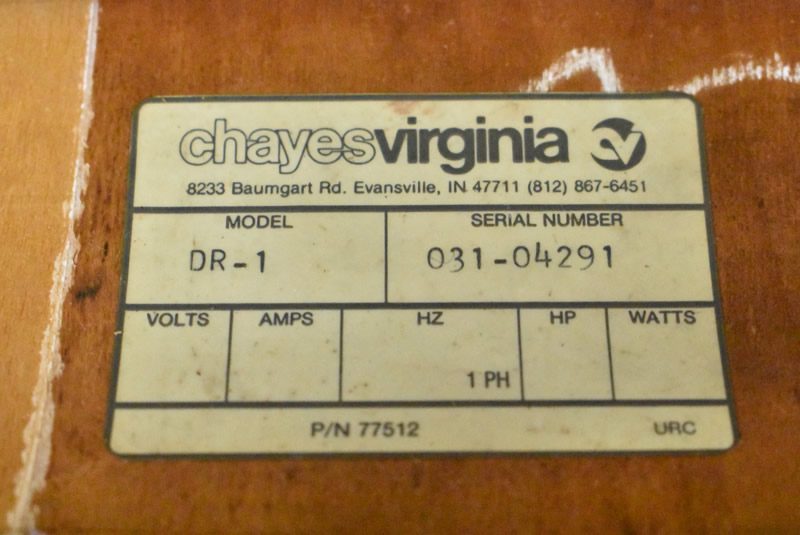 chayesvirginia
8233 Baumgart Rd. Evansville, IN 47711 (812) 867-6451
MODEL SERIAL NUMBER
DR-1 031-04291
VOLTS AMPS HZ HP WATTS
1 PH
P/N 77512 URC